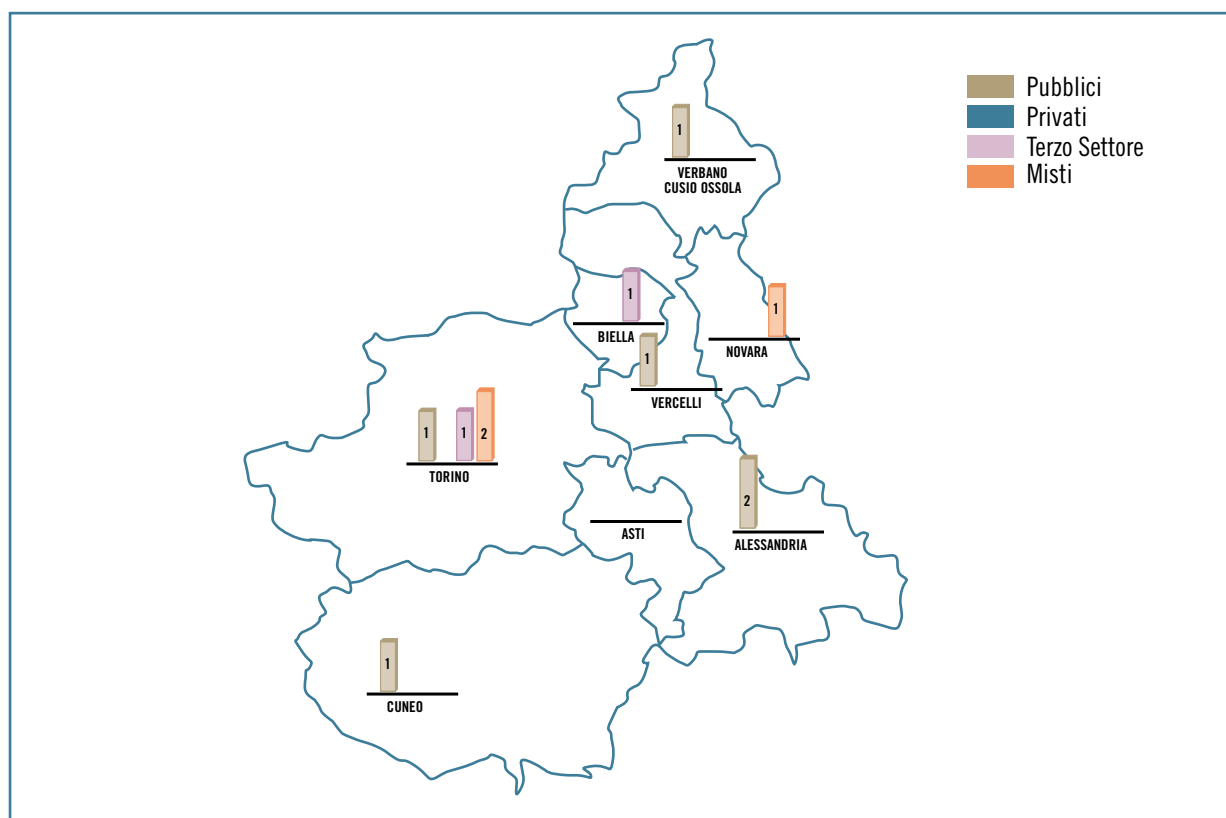 Pubblici
Privati
Terzo Settore
Misti
1
VERBANO
CUSIO OSSOLA
1
BIELLA
1
NOVARA
1
VERCELLI
1 1 2
TORINO
ASTI
2
ALESSANDRIA
1
CUNEO